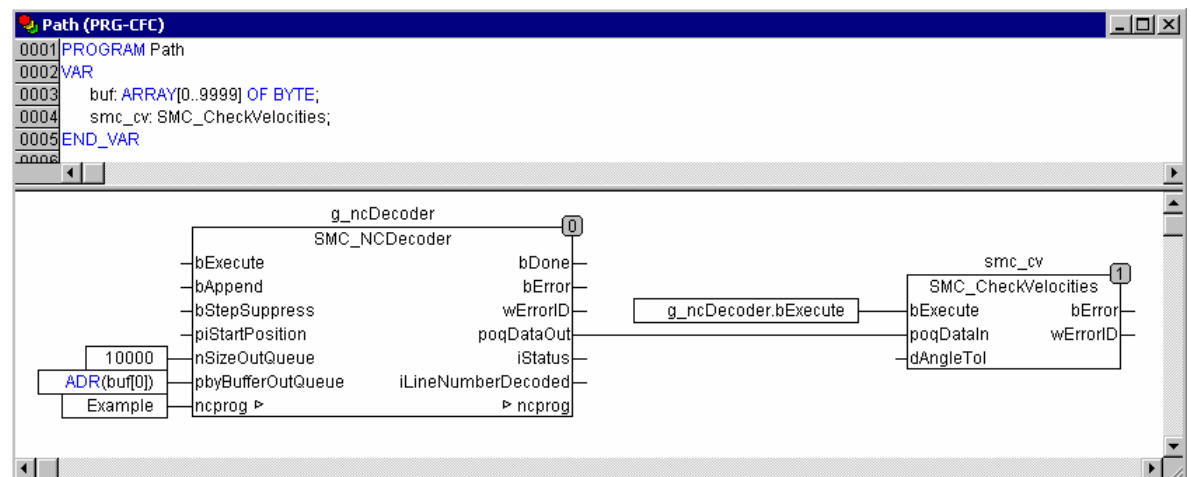 Path (PRG-CFC)
0001 PROGRAM Path
0002 VAR
0003 buf: ARRAY[0..9999] OF BYTE;
0004 smc_cv: SMC_CheckVelocities;
0005 END_VAR
0006
g_ncDecoder
0
SMC_NCDecoder
bExecute bDone
bAppend bError
bStepSuppress wErrorID
piStartPosition poqDataOut
10000 nSizeOutQueue iStatus
ADR(buf[0]) pbyBufferOutQueue iLineNumberDecoded
Example ncprog ncprog
smc_cv
1
SMC_CheckVelocities
g_ncDecoder.bExecute bExecute bError
poqDataIn wErrorID
dAngleTol